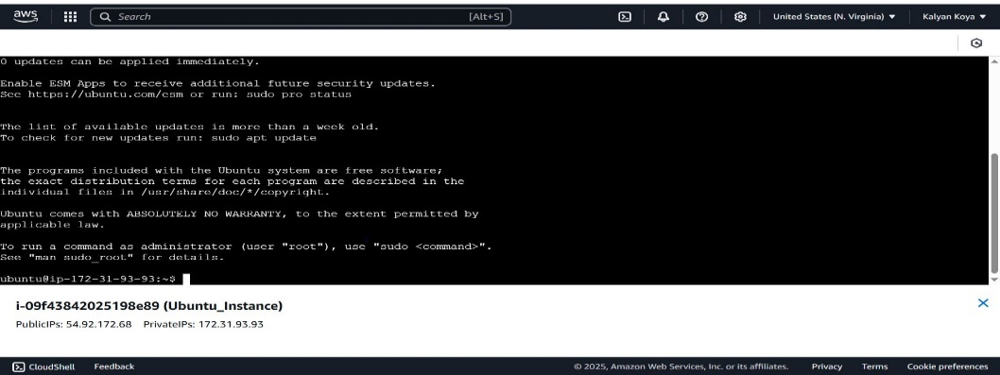 aws
Search [Alt+S] United States (N. Virginia) ▼ Kalyan Koya ▼
0 updates can be applied immediately.
Enable ESM Apps to receive additional future security updates.
See https://ubuntu.com/esm or run: sudo pro status
The list of available updates is more than a week old.
To check for new updates run: sudo apt update
The programs included with the Ubuntu system are free software;
the exact distribution terms for each program are described in the
individual files in /usr/share/doc/*/copyright.
Ubuntu comes with ABSOLUTELY NO WARRANTY, to the extent permitted by
applicable law.
To run a command as administrator (user "root"), use "sudo <command>".
See "man sudo_root" for details.
ubuntu@ip-172-31-93-93:~$
i-09f43842025198e89 (Ubuntu_Instance)
PublicIPs: 54.92.172.68 PrivateIPs: 172.31.93.93
CloudShell Feedback © 2025, Amazon Web Services, Inc. or its affiliates. Privacy Terms Cookie preferences